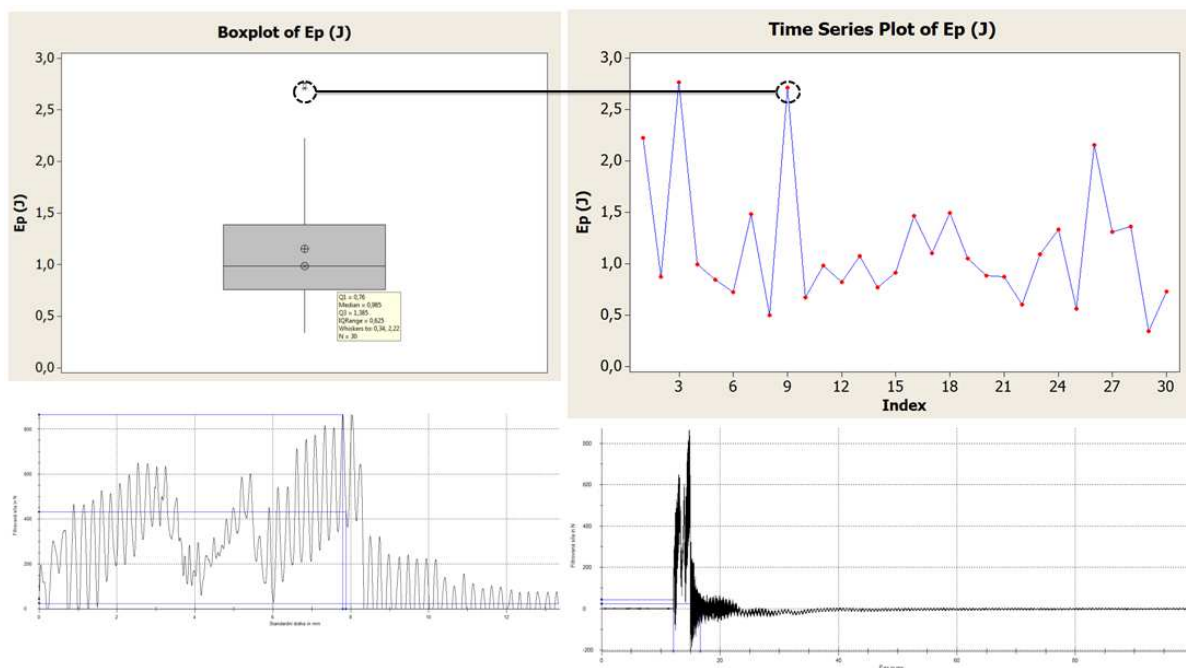 Boxplot of Ep (J)
3,0
2,5
2,0
1,5
1,0
0,5
0,0
Ep (J)
Q1 = 0,76
Median = 0,985
Q3 = 1,385
IQRange = 0,625
Whiskers to: 0,34, 2,22
N = 30
Time Series Plot of Ep (J)
3,0
2,5
2,0
1,5
1,0
0,5
0,0
Ep (J)
3 6 9 12 15 18 21 24 27 30
Index
800
600
400
200
0
0 2 4 6 8 10 12
800
600
400
200
0
-200
0 20 40 60 80